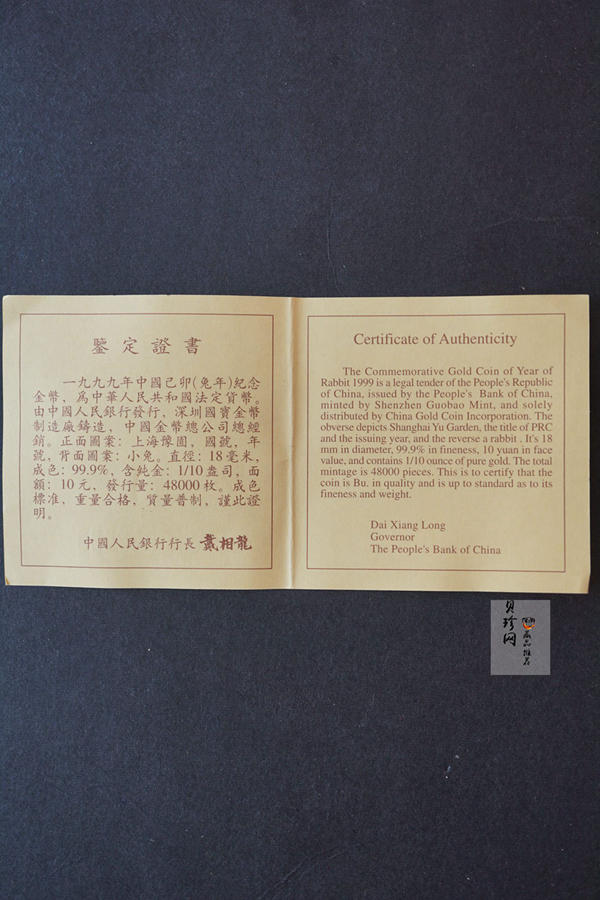 鑒定證書
一九九九年中國己卯(兔年)紀念
金幣，爲中華人民共和國法定貨幣。
由中國人民銀行發行，深圳國寶金幣
制造廠鑄造，中國金幣總公司總經
銷。正面圖案：上海豫園，國號，年
號，背面圖案：小兔。直徑：18毫米，
成色：99.9%，含純金：1/10盎司，面
額：10元，發行量：48000枚。成色
標准，重量合格，質量普制，謹此證
明。
中國人民銀行行長 戴相龍
Certificate of Authenticity
The Commemorative Gold Coin of Year of
Rabbit 1999 is a legal tender of the People's Republic
of China, issued by the People's Bank of China,
minted by Shenzhen Guobao Mint, and solely
distributed by China Gold Coin Incorporation. The
obverse depicts Shanghai Yu Garden, the title of PRC
and the issuing year, and the reverse a rabbit . It's 18
mm in diameter, 99.9% in fineness, 10 yuan in face
value, and contains 1/10 ounce of pure gold. The total
mintage is 48000 pieces. This is to certify that the
coin is Bu. in quality and is up to standard as to its
fineness and weight.
Dai Xiang Long
Governor
The People's Bank of China
贝珍网
藏品推荐